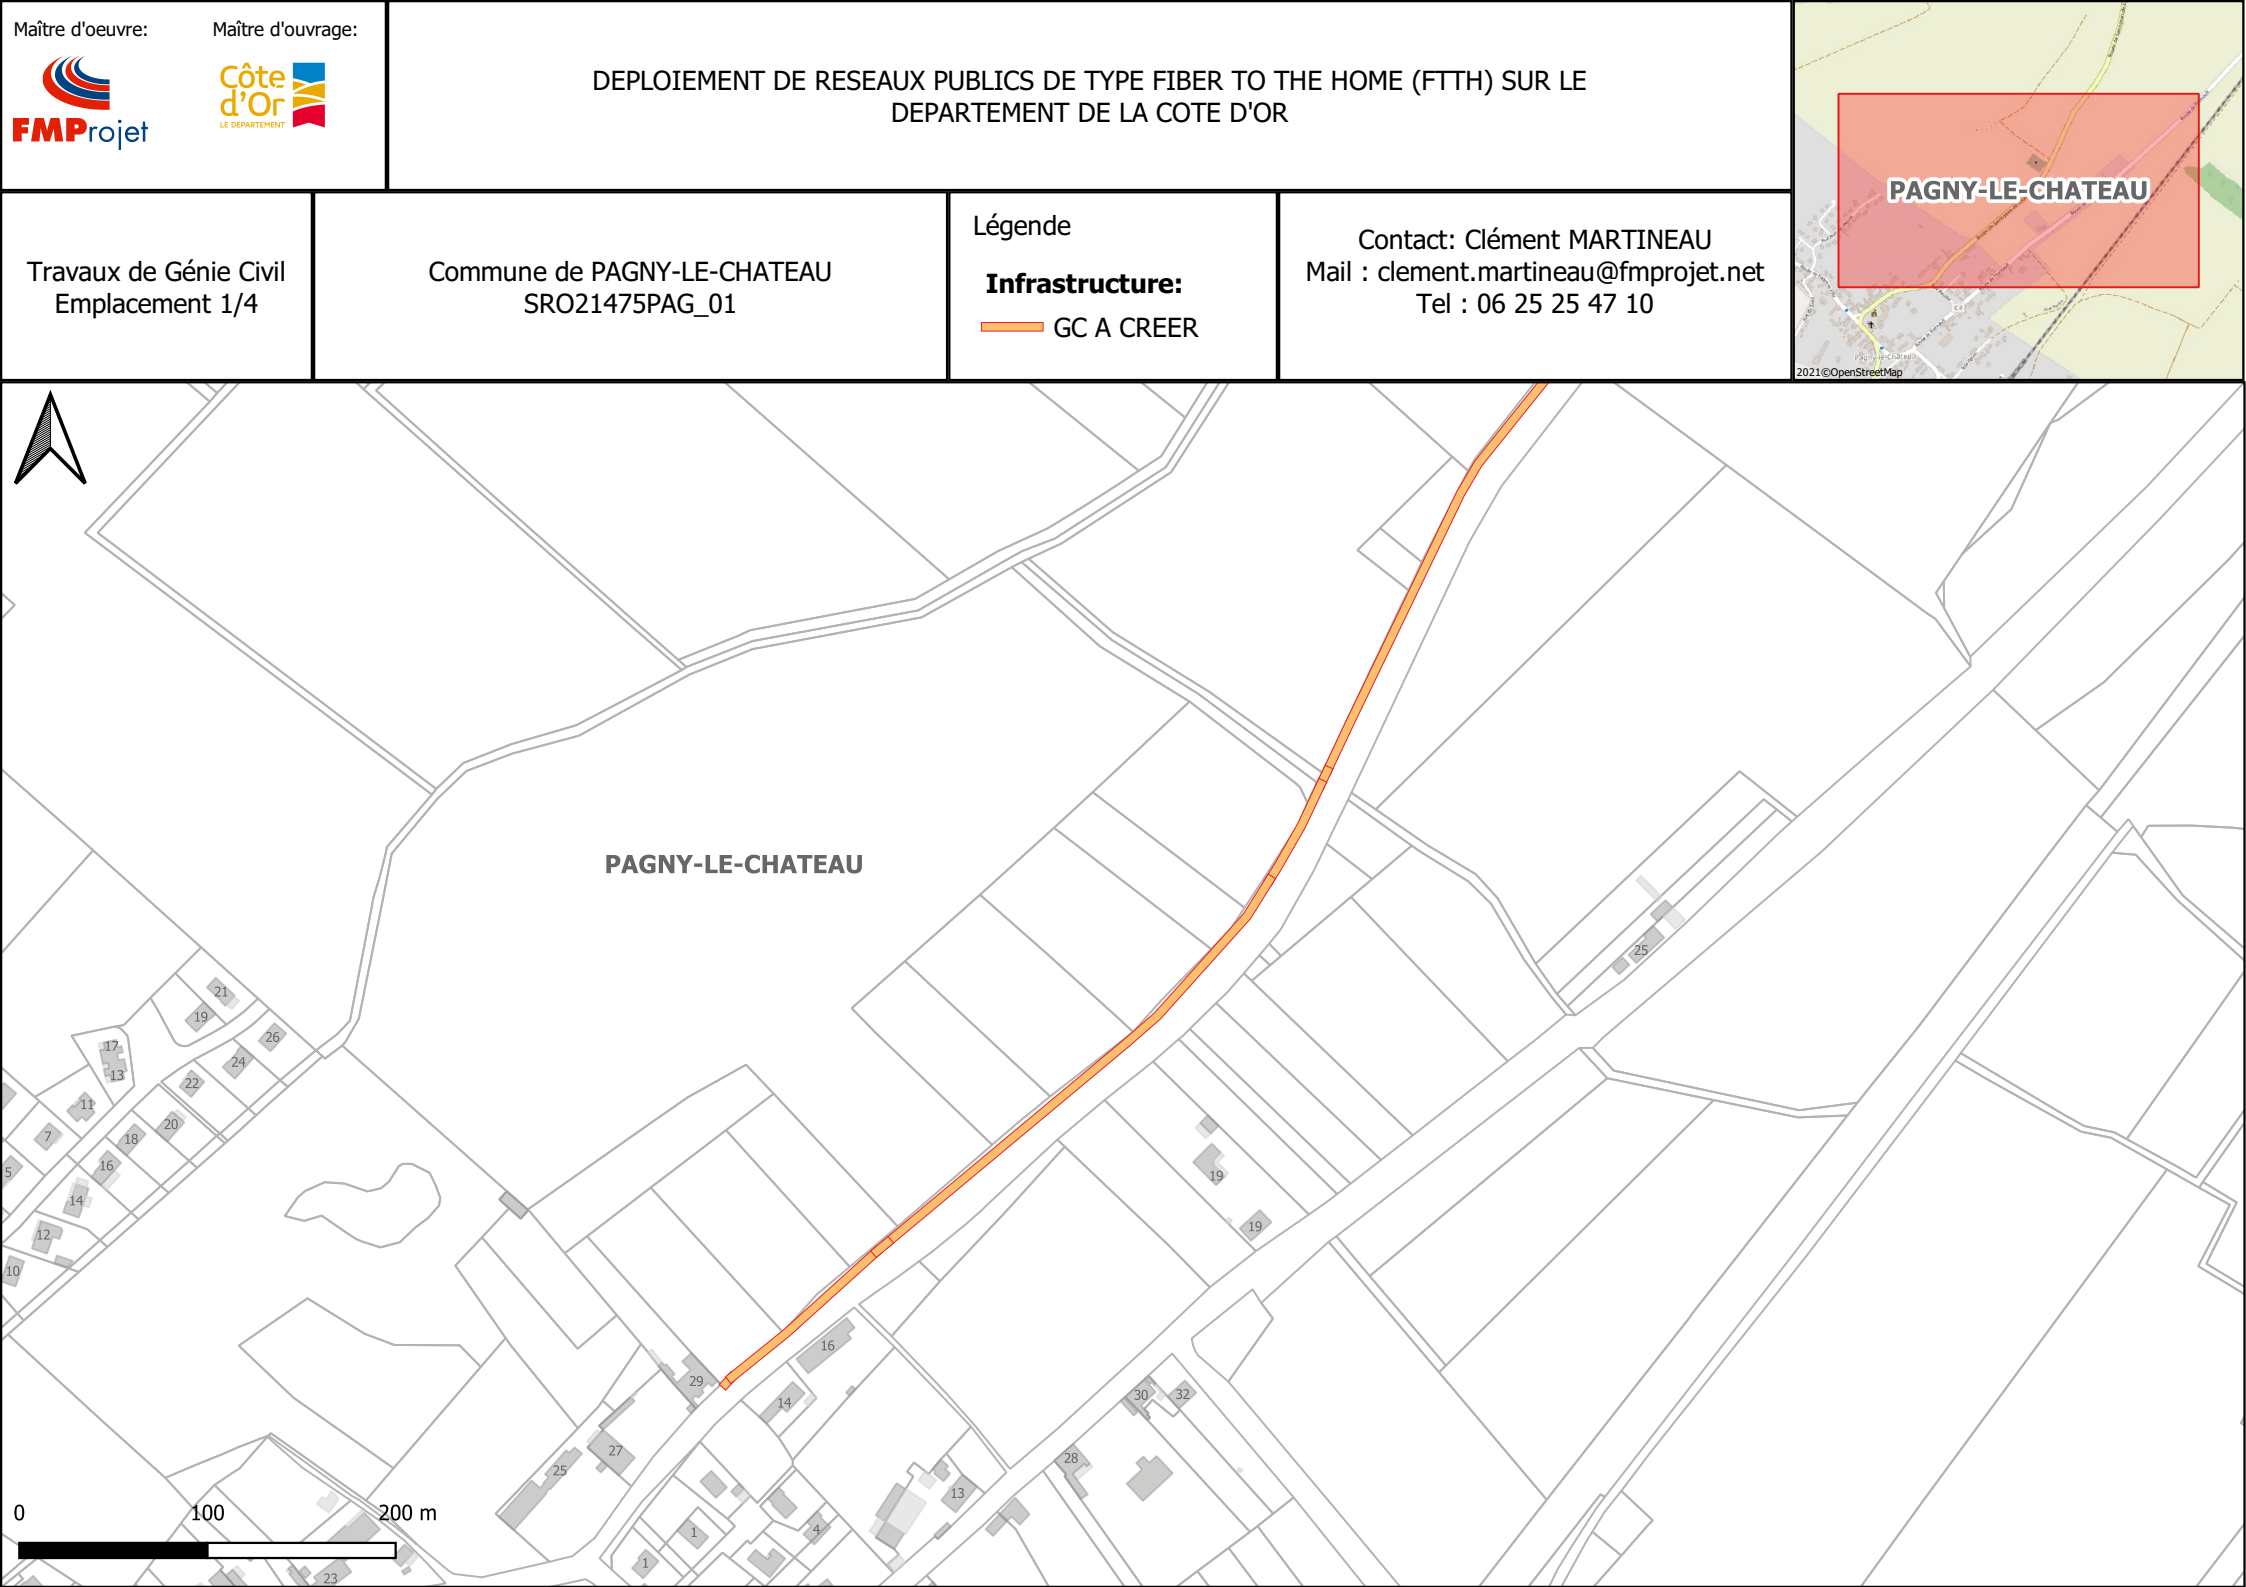 Maître d'oeuvre:
Maître d'ouvrage:
FMProjet
Côte
d'Or
LE DÉPARTEMENT
DEPLOIEMENT DE RESEAUX PUBLICS DE TYPE FIBER TO THE HOME (FTTH) SUR LE
DEPARTEMENT DE LA COTE D'OR
Travaux de Génie Civil
Emplacement 1/4
Commune de PAGNY-LE-CHATEAU
SRO21475PAG_01
Légende
Infrastructure:
GC A CREER
Contact: Clément MARTINEAU
Mail : clement.martineau@fmprojet.net
Tel : 06 25 25 47 10
PAGNY-LE-CHATEAU
C2
Pagny-le-Château
2021©OpenStreetMap
PAGNY-LE-CHATEAU
25
21
19
26
17
24
13
22
11
20
7
18
16
5
14
12
10
19
19
16
29
14
30
32
27
28
25
13
4
1
1
23
0
100
200 m